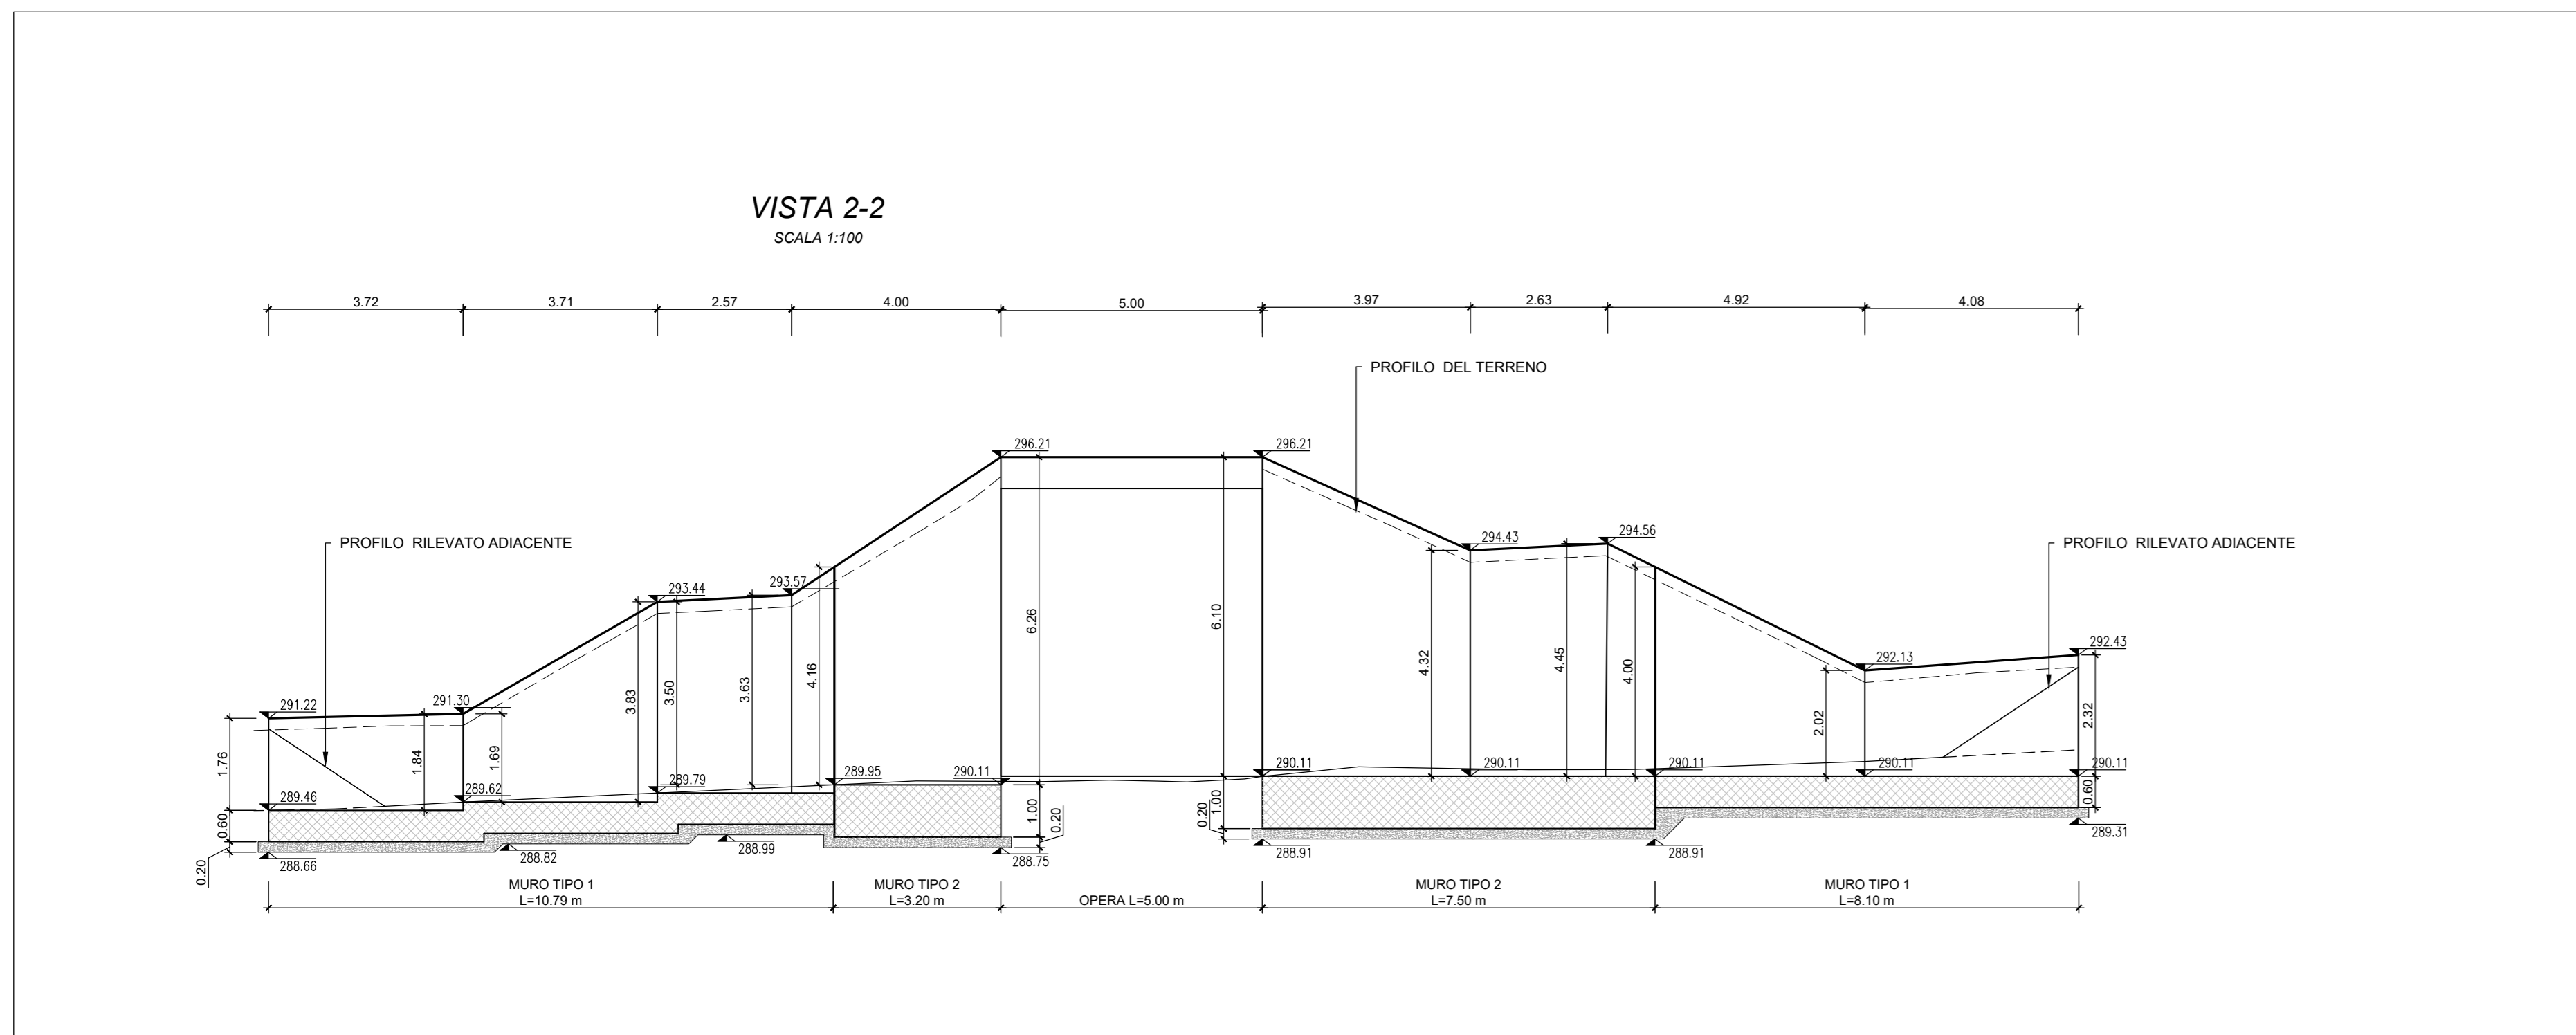 VISTA 2-2
SCALA 1:100
3.72 3.71 2.57 4.00 5.00 3.97 2.63 4.92 4.08
PROFILO DEL TERRENO
296.21 296.21
294.43 294.56
PROFILO RILEVATO ADIACENTE PROFILO RILEVATO ADIACENTE
293.44 293.57
291.22 291.30
292.13 292.43
1.76 1.84 1.69 3.83 3.50 3.63 4.16 6.26 6.10 4.32 4.45 4.00 2.02 2.32
289.46 289.62 289.79 289.95 290.11 290.11 290.11 290.11 290.11 290.11
0.60 1.00 0.20 0.20 1.00 0.60
0.20
288.66 288.82 288.99 288.75 288.91 288.91 289.31
MURO TIPO 1 MURO TIPO 2 MURO TIPO 2 MURO TIPO 1
L=10.79 m L=3.20 m OPERA L=5.00 m L=7.50 m L=8.10 m